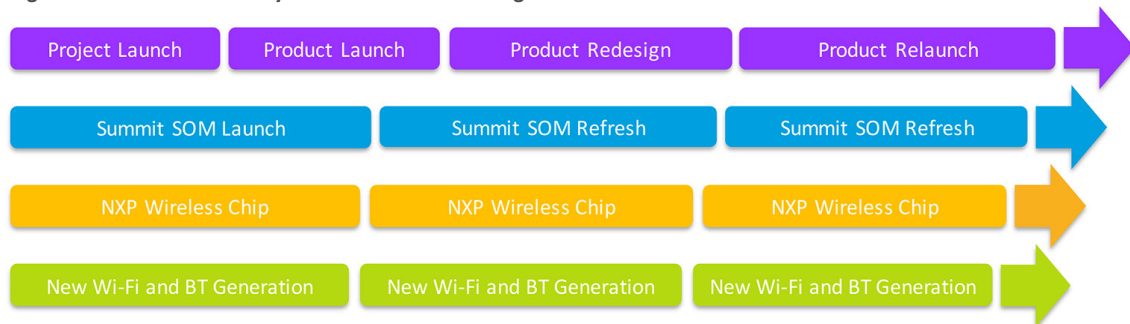 Project Launch Product Launch Product Redesign Product Relaunch
Summit SOM Launch Summit SOM Refresh Summit SOM Refresh
NXP Wireless Chip NXP Wireless Chip NXP Wireless Chip
New Wi-Fi and BT Generation New Wi-Fi and BT Generation New Wi-Fi and BT Generation